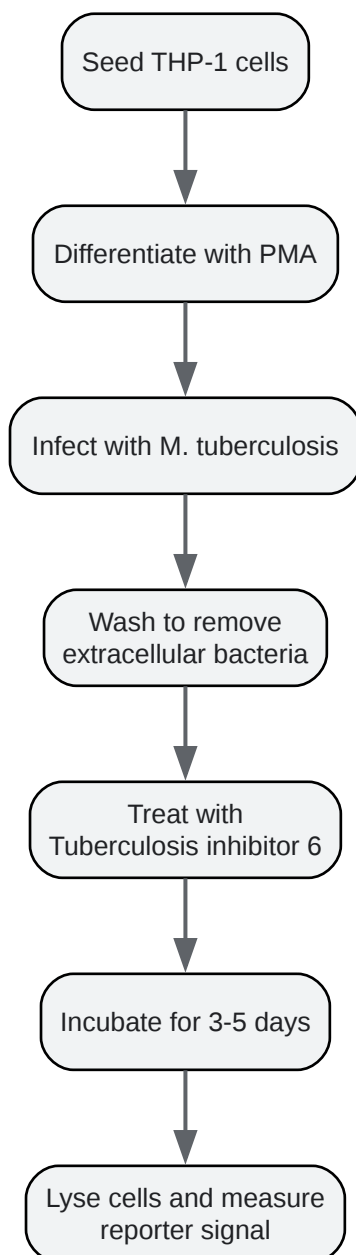 Seed THP-1 cells
Differentiate with PMA
Infect with M. tuberculosis
Wash to remove
extracellular bacteria
Treat with
Tuberculosis inhibitor 6
Incubate for 3-5 days
Lyse cells and measure
reporter signal